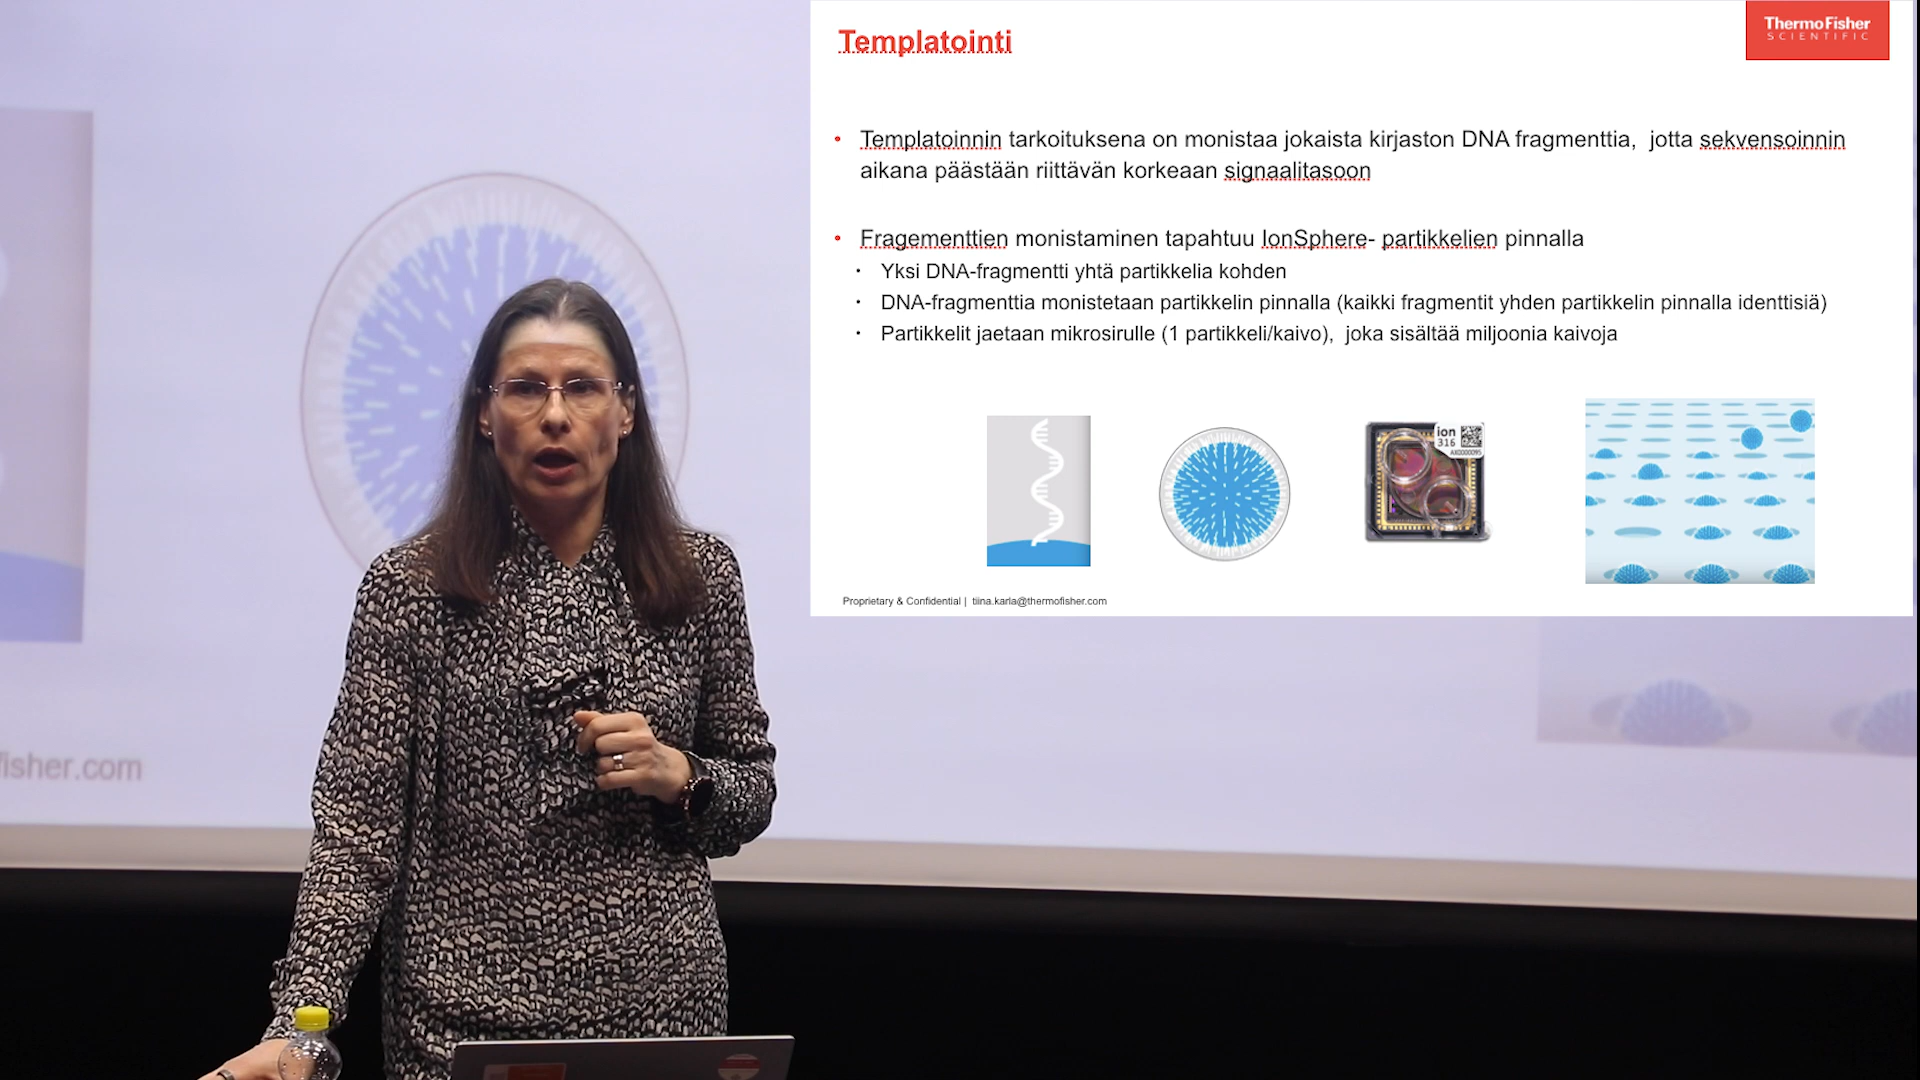 Templatointi
ThermoFisher
SCIENTIFIC
• Templatoinnin tarkoituksena on monistaa jokaista kirjaston DNA fragmenttia, jotta sekvensoinnin
aikana päästään riittävän korkeaan signaalitasoon
• Fragementtien monistaminen tapahtuu IonSphere- partikkelien pinnalla
• Yksi DNA-fragmentti yhtä partikkelia kohden
• DNA-fragmenttia monistetaan partikkelin pinnalla (kaikki fragmentit yhden partikkelin pinnalla identtisiä)
• Partikkelit jaetaan mikrosirulle (1 partikkeli/kaivo), joka sisältää miljoonia kaivoja
ion
316
Proprietary & Confidential | tiina.karla@thermofisher.com
fisher.com